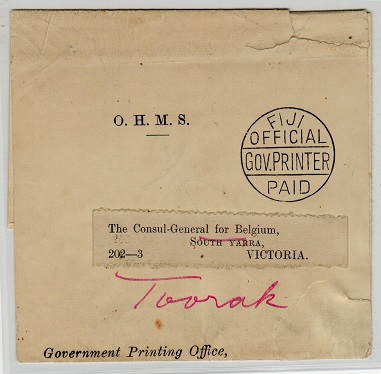 O. H. M. S.
FIJI
OFFICIAL
GOV. PRINTER
PAID
The Consul-General for Belgium,
SOUTH YARRA,
202—3 VICTORIA.
Toorak
Government Printing Office,